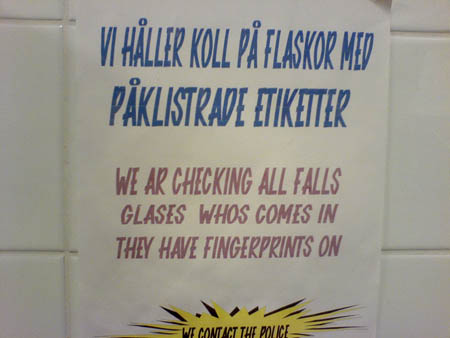 VI HÅLLER KOLL PÅ FLASKOR MED
PÅKLISTRADE ETIKETTER
WE AR CHECKING ALL FALLS
GLASES WHOS COMES IN
THEY HAVE FINGERPRINTS ON
WE CONTACT THE POLICE